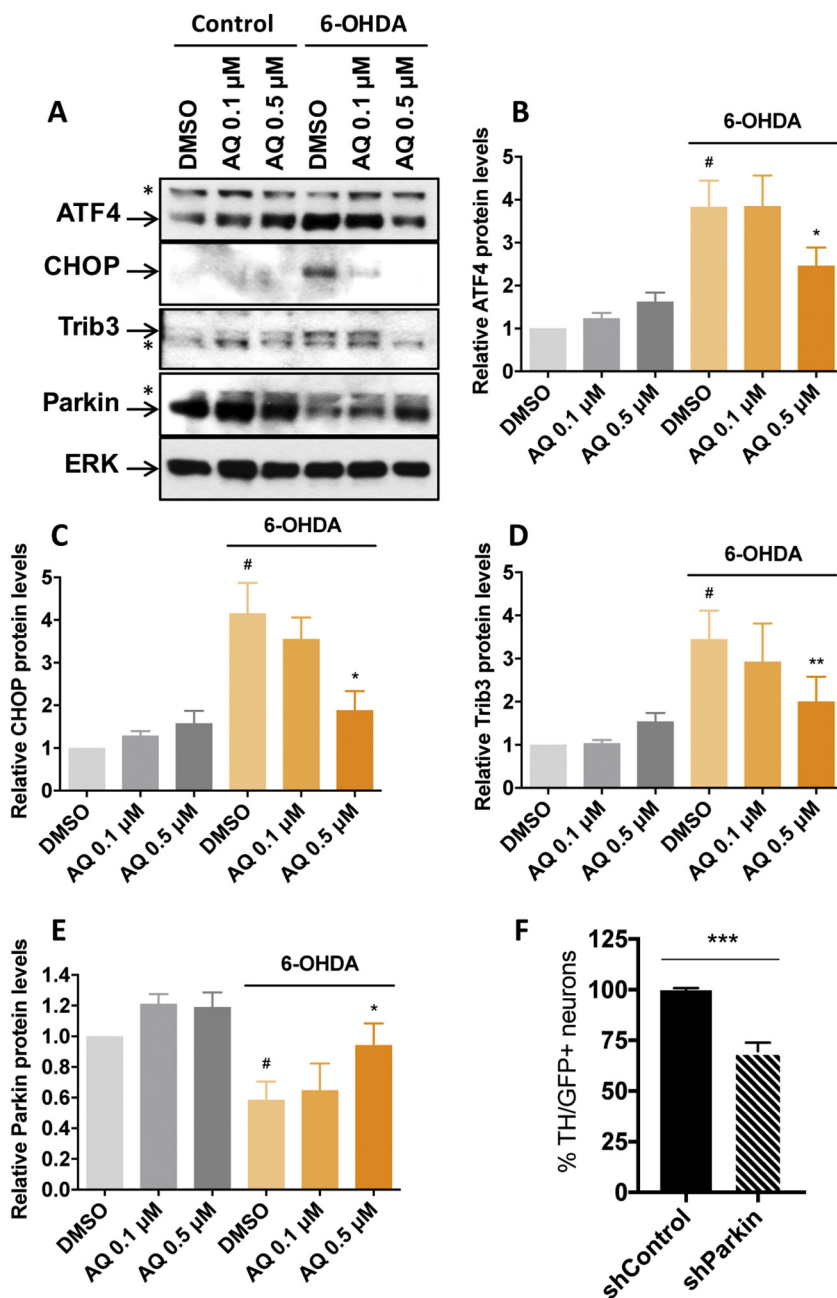 Control 6-OHDA
A
DMSO
AQ 0.1 µM
AQ 0.5 µM
DMSO
AQ 0.1 µM
AQ 0.5 µM
*
ATF4
CHOP
Trib3
*
*
Parkin
ERK
B
6-OHDA
Relative ATF4 protein levels
5
4
3
2
1
0
#
*
DMSO
AQ 0.1 µM
AQ 0.5 µM
DMSO
AQ 0.1 µM
AQ 0.5 µM
C
6-OHDA
Relative CHOP protein levels
5
4
3
2
1
0
#
*
DMSO
AQ 0.1 µM
AQ 0.5 µM
DMSO
AQ 0.1 µM
AQ 0.5 µM
D
6-OHDA
Relative Trib3 protein levels
5
4
3
2
1
0
#
**
DMSO
AQ 0.1 µM
AQ 0.5 µM
DMSO
AQ 0.1 µM
AQ 0.5 µM
E
6-OHDA
Relative Parkin protein levels
1.4
1.2
1.0
0.8
0.6
0.4
0.2
0.0
#
*
DMSO
AQ 0.1 µM
AQ 0.5 µM
DMSO
AQ 0.1 µM
AQ 0.5 µM
F
***
% TH/GFP+ neurons
125
100
75
50
25
0
shControl
shParkin